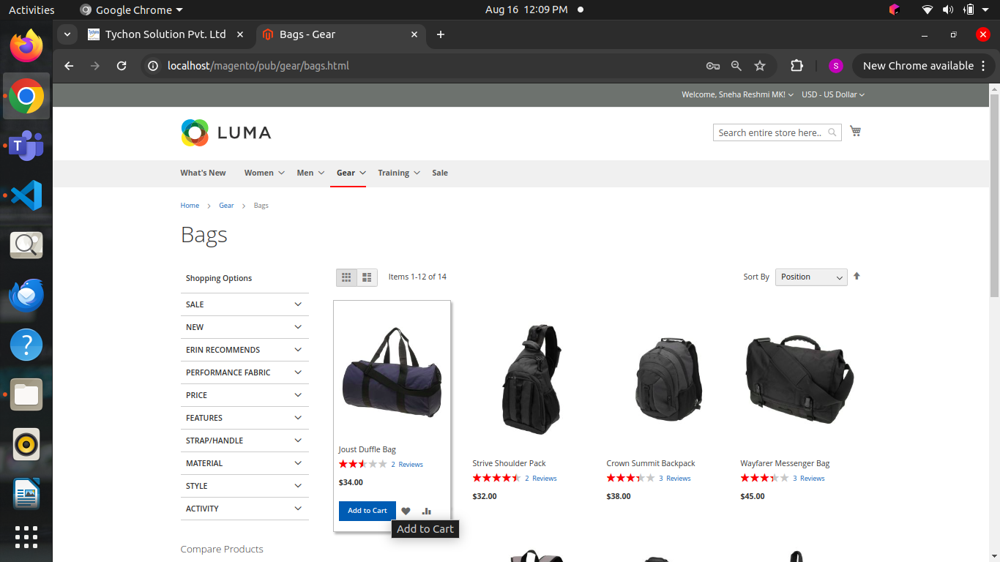 Activities
Google Chrome
Aug 16 12:09 PM
Tychon Solution Pvt. Ltd
Bags - Gear
localhost/magento/pub/gear/bags.html
S
New Chrome available
Welcome, Sneha Reshmi MK!
USD - US Dollar
LUMA
Search entire store here..
What's New
Women
Men
Gear
Training
Sale
Home > Gear > Bags
Bags
Shopping Options
Items 1-12 of 14
Sort By
Position
SALE
NEW
ERIN RECOMMENDS
PERFORMANCE FABRIC
PRICE
FEATURES
STRAP/HANDLE
MATERIAL
STYLE
ACTIVITY
Compare Products
Joust Duffle Bag
2 Reviews
$34.00
Add to Cart
Add to Cart
Strive Shoulder Pack
2 Reviews
$32.00
Crown Summit Backpack
3 Reviews
$38.00
Wayfarer Messenger Bag
3 Reviews
$45.00